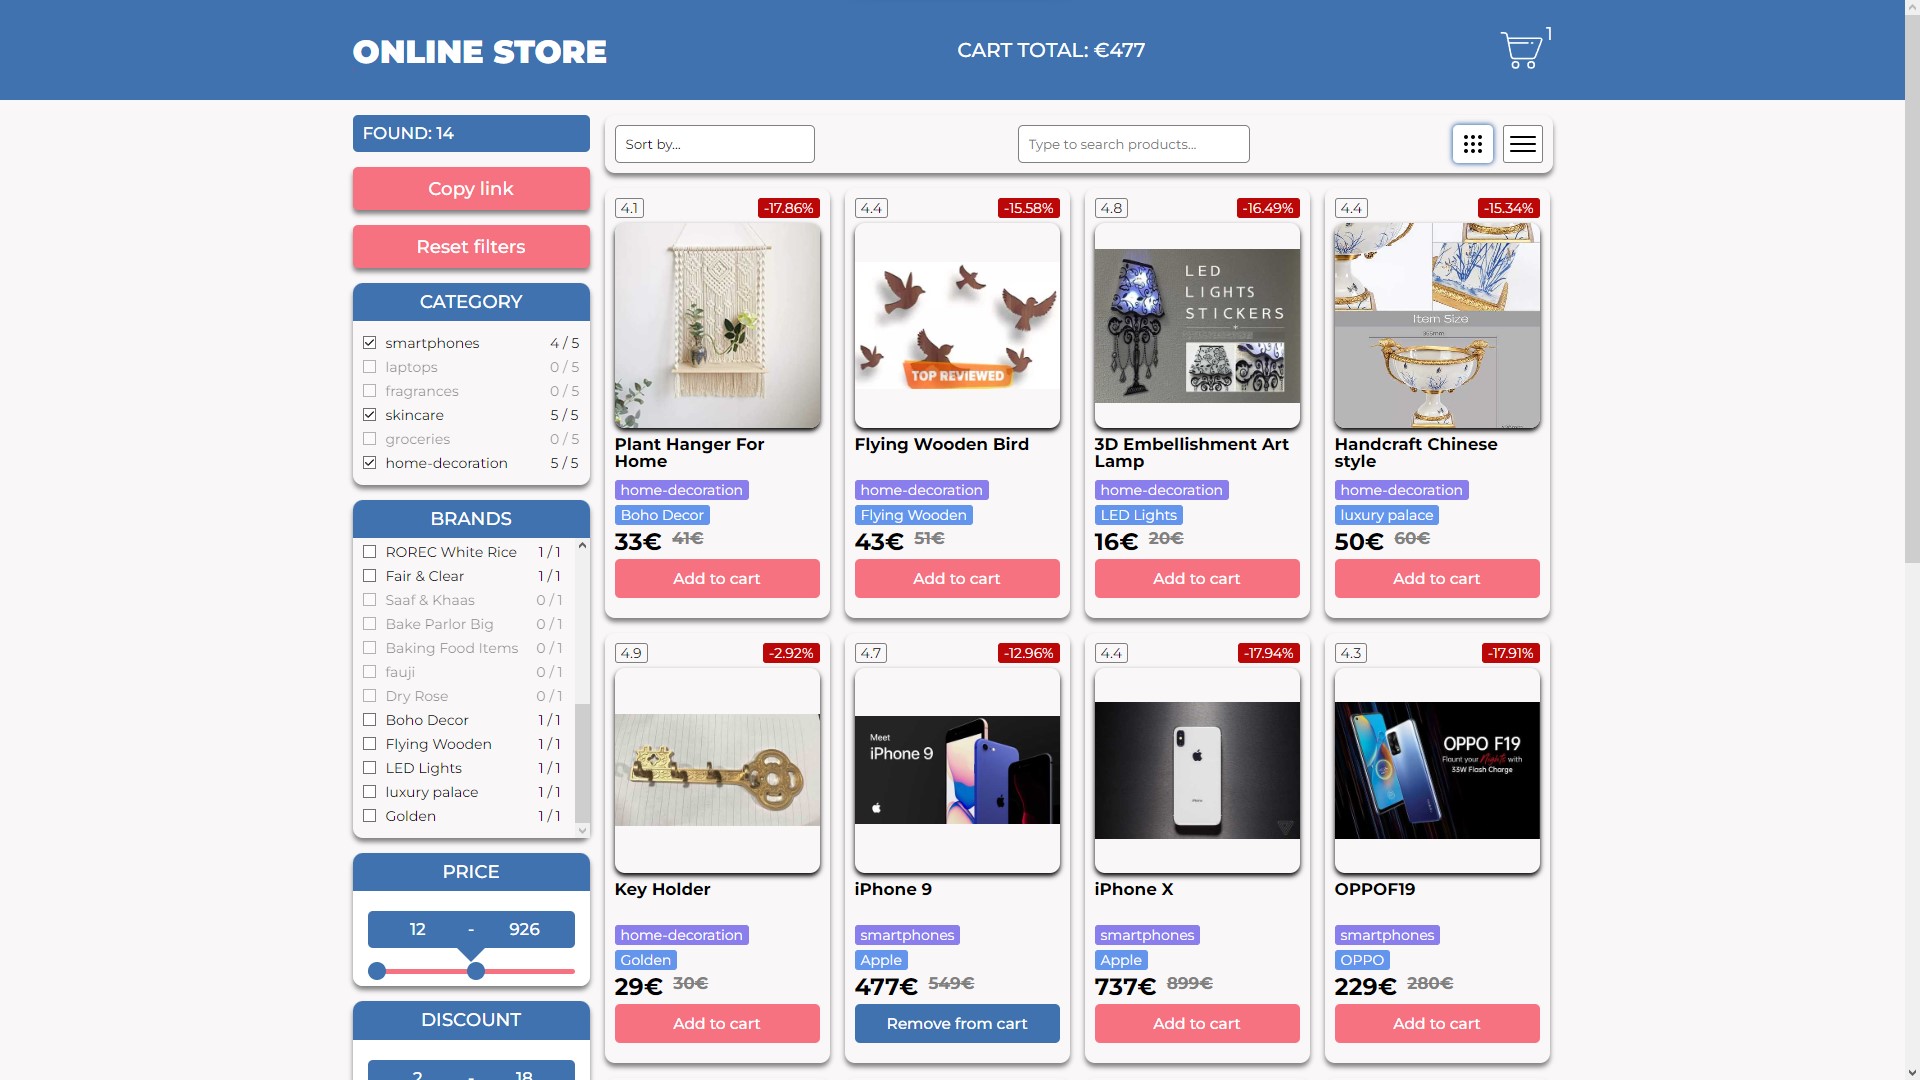 ONLINE STORE
CART TOTAL: €477
1
FOUND: 14
Copy link
Reset filters
CATEGORY
smartphones 4 / 5
laptops 0 / 5
fragrances 0 / 5
skincare 5 / 5
groceries 0 / 5
home-decoration 5 / 5
BRANDS
ROREC White Rice 1 / 1
Fair & Clear 1 / 1
Saaf & Khaas 0 / 1
Bake Parlor Big 0 / 1
Baking Food Items 0 / 1
fauji 0 / 1
Dry Rose 0 / 1
Boho Decor 1 / 1
Flying Wooden 1 / 1
LED Lights 1 / 1
luxury palace 1 / 1
Golden 1 / 1
PRICE
12 - 926
DISCOUNT
2 - 18
Sort by...
Type to search products...
4.1 -17.86%
Plant Hanger For
Home
home-decoration
Boho Decor
33€ 41€
Add to cart
4.4 -15.58%
TOP REVIEWED
Flying Wooden Bird
home-decoration
Flying Wooden
43€ 51€
Add to cart
4.8 -16.49%
LED
LIGHTS
STICKERS
3D Embellishment Art
Lamp
home-decoration
LED Lights
16€ 20€
Add to cart
4.4 -15.34%
Item Size
Handcraft Chinese
style
home-decoration
luxury palace
50€ 60€
Add to cart
4.9 -2.92%
Key Holder
home-decoration
Golden
29€ 30€
Add to cart
4.7 -12.96%
Meet
iPhone 9
iPhone 9
smartphones
Apple
477€ 549€
Remove from cart
4.4 -17.94%
iPhone X
smartphones
Apple
737€ 899€
Add to cart
4.3 -17.91%
OPPO F19
Flaunt your Nights with
33W Flash Charge
OPPOF19
smartphones
OPPO
229€ 280€
Add to cart